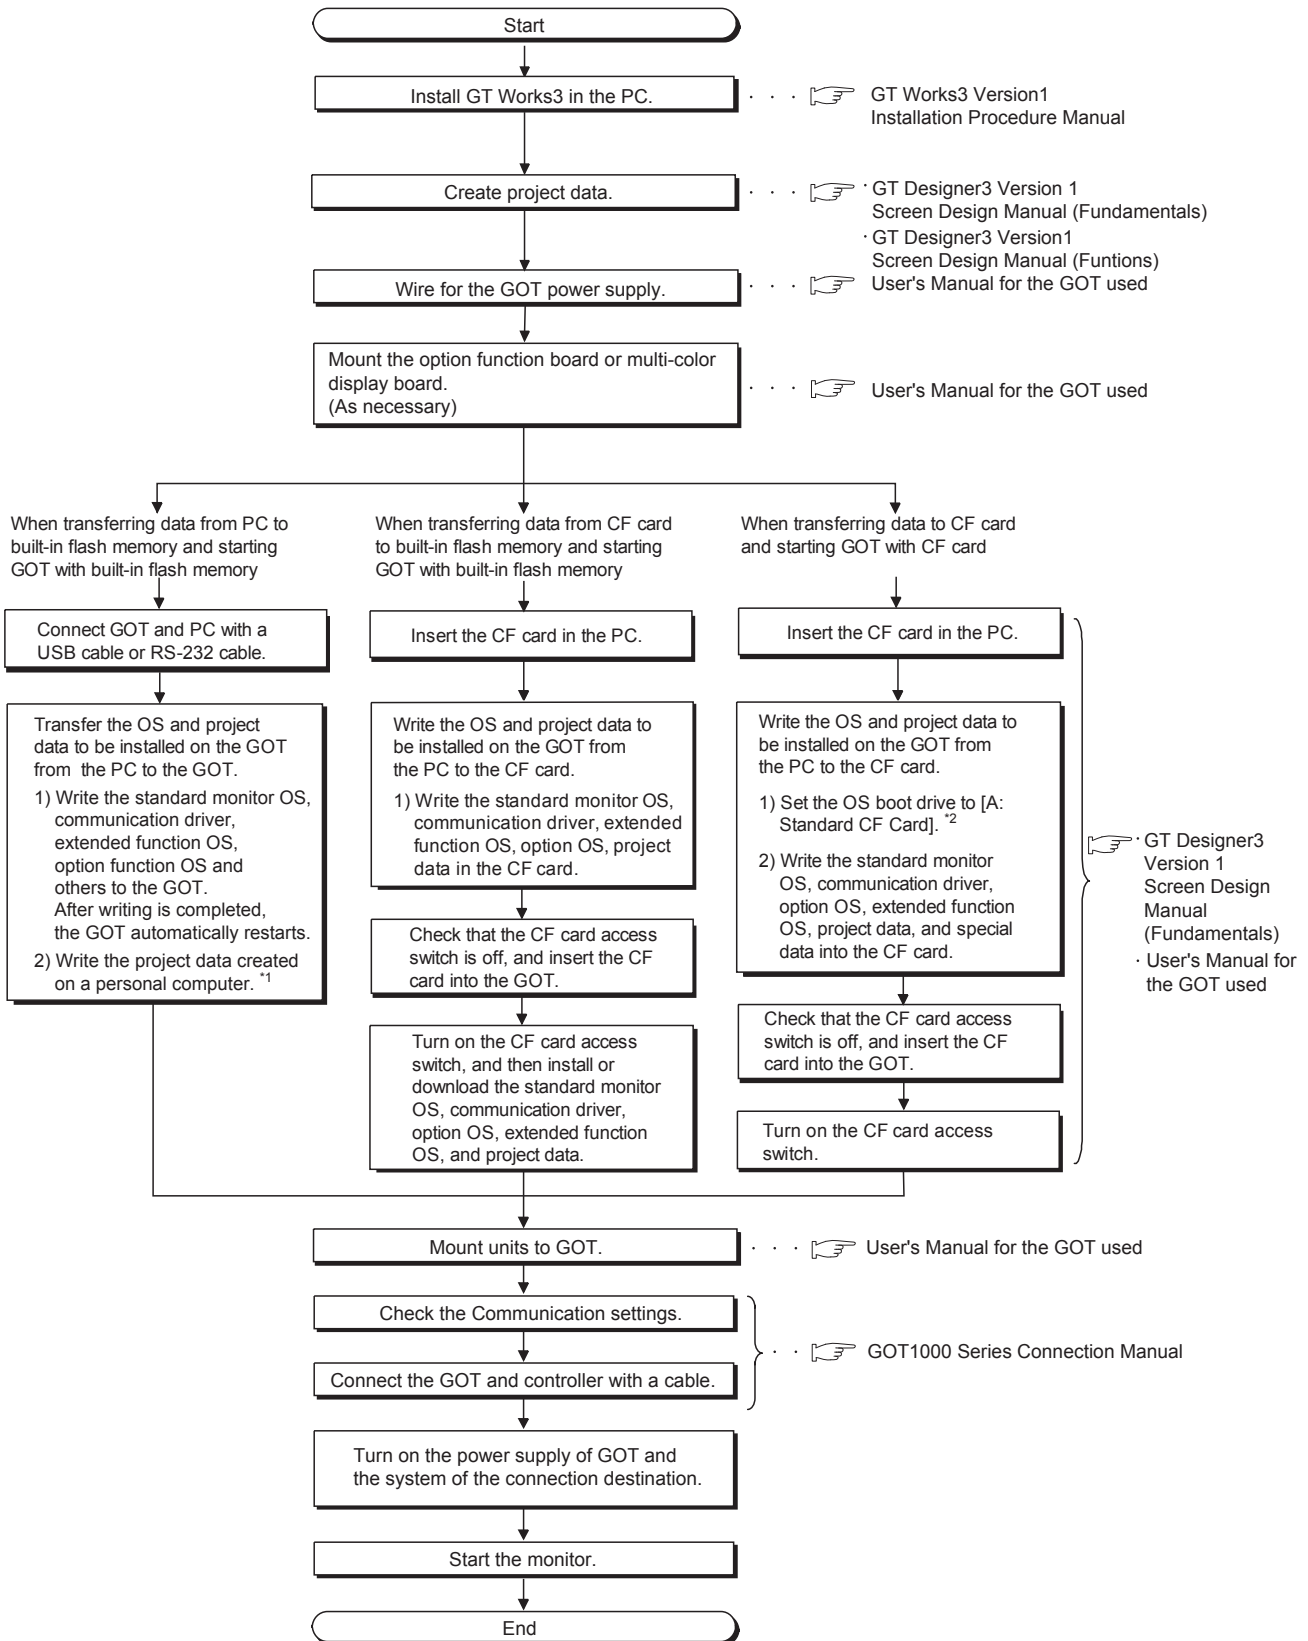 Start
Install GT Works3 in the PC.
GT Works3 Version1
Installation Procedure Manual
Create project data.
· GT Designer3 Version 1
Screen Design Manual (Fundamentals)
· GT Designer3 Version1
Screen Design Manual (Funtions)
Wire for the GOT power supply.
User's Manual for the GOT used
Mount the option function board or multi-color
display board.
(As necessary)
User's Manual for the GOT used
When transferring data from PC to
built-in flash memory and starting
GOT with built-in flash memory
Connect GOT and PC with a
USB cable or RS-232 cable.
Transfer the OS and project
data to be installed on the GOT
from the PC to the GOT.
1) Write the standard monitor OS,
communication driver,
extended function OS,
option function OS and
others to the GOT.
After writing is completed,
the GOT automatically restarts.
2) Write the project data created
on a personal computer. *1
When transferring data from CF card
to built-in flash memory and starting
GOT with built-in flash memory
Insert the CF card in the PC.
Write the OS and project data to
be installed on the GOT from
the PC to the CF card.
1) Write the standard monitor OS,
communication driver, extended
function OS, option OS, project
data in the CF card.
Check that the CF card access
switch is off, and insert the CF
card into the GOT.
Turn on the CF card access
switch, and then install or
download the standard monitor
OS, communication driver,
option OS, extended function
OS, and project data.
When transferring data to CF card
and starting GOT with CF card
Insert the CF card in the PC.
Write the OS and project data to
be installed on the GOT from
the PC to the CF card.
1) Set the OS boot drive to [A:
Standard CF Card]. *2
2) Write the standard monitor
OS, communication driver,
option OS, extended function
OS, project data, and special
data into the CF card.
Check that the CF card access
switch is off, and insert the CF
card into the GOT.
Turn on the CF card access
switch.
· GT Designer3
Version 1
Screen Design
Manual
(Fundamentals)
· User's Manual for
the GOT used
Mount units to GOT.
User's Manual for the GOT used
Check the Communication settings.
Connect the GOT and controller with a cable.
GOT1000 Series Connection Manual
Turn on the power supply of GOT and
the system of the connection destination.
Start the monitor.
End